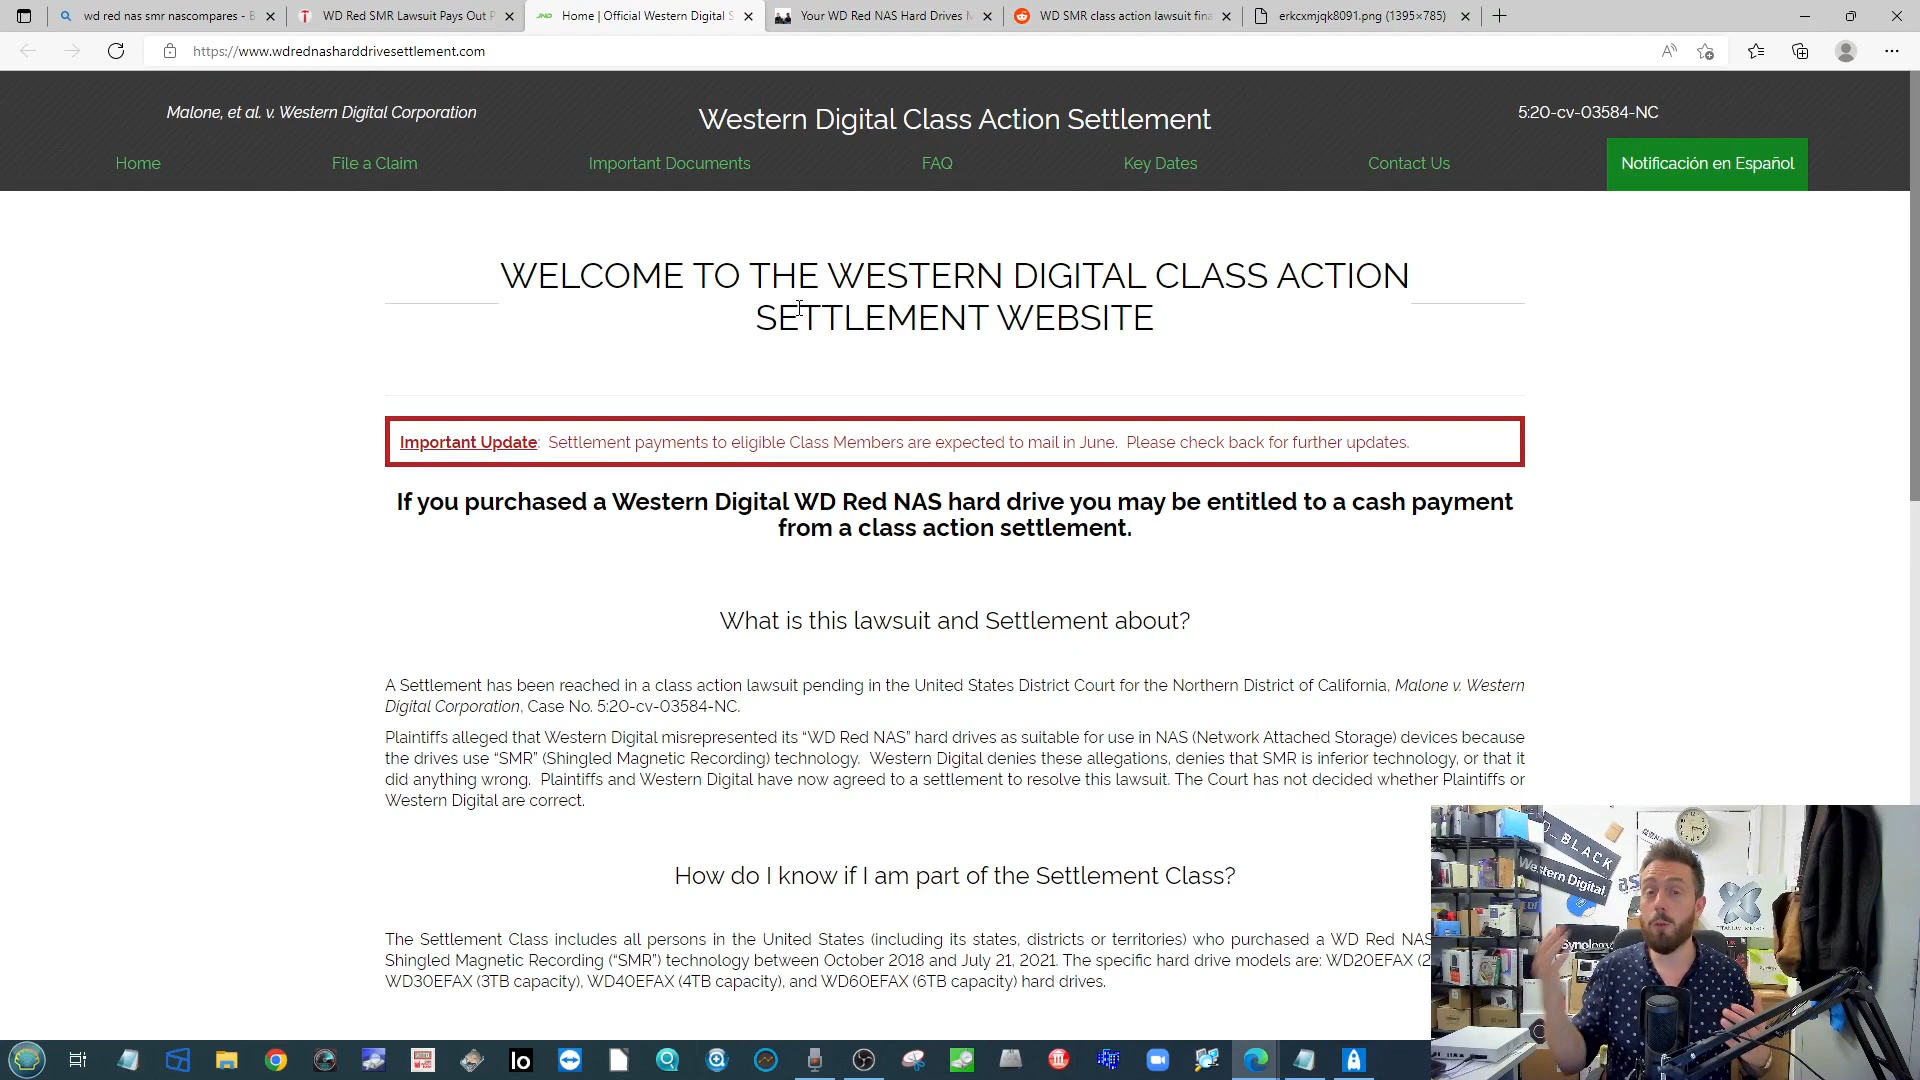 wd red nas smr nascompares - B
WD Red SMR Lawsuit Pays Out P
Home | Official Western Digital S
Your WD Red NAS Hard Drives M
WD SMR class action lawsuit fina
erkcxmjqk8091.png (1395×785)
https://www.wdrednasharddrivesettlement.com
Malone, et al. v. Western Digital Corporation
Western Digital Class Action Settlement
5:20-cv-03584-NC
Home
File a Claim
Important Documents
FAQ
Key Dates
Contact Us
Notificación en Español
WELCOME TO THE WESTERN DIGITAL CLASS ACTION
SETTLEMENT WEBSITE
Important Update: Settlement payments to eligible Class Members are expected to mail in June. Please check back for further updates.
If you purchased a Western Digital WD Red NAS hard drive you may be entitled to a cash payment
from a class action settlement.
What is this lawsuit and Settlement about?
A Settlement has been reached in a class action lawsuit pending in the United States District Court for the Northern District of California, Malone v. Western
Digital Corporation, Case No. 5:20-cv-03584-NC.
Plaintiffs alleged that Western Digital misrepresented its “WD Red NAS” hard drives as suitable for use in NAS (Network Attached Storage) devices because
the drives use “SMR” (Shingled Magnetic Recording) technology. Western Digital denies these allegations, denies that SMR is inferior technology, or that it
did anything wrong. Plaintiffs and Western Digital have now agreed to a settlement to resolve this lawsuit. The Court has not decided whether Plaintiffs or
Western Digital are correct.
How do I know if I am part of the Settlement Class?
The Settlement Class includes all persons in the United States (including its states, districts or territories) who purchased a WD Red NAS
Shingled Magnetic Recording (“SMR”) technology between October 2018 and July 21, 2021. The specific hard drive models are: WD20EFAX (2
WD30EFAX (3TB capacity), WD40EFAX (4TB capacity), and WD60EFAX (6TB capacity) hard drives.
D_BLACK
Western Digital.
as
Synology
Io